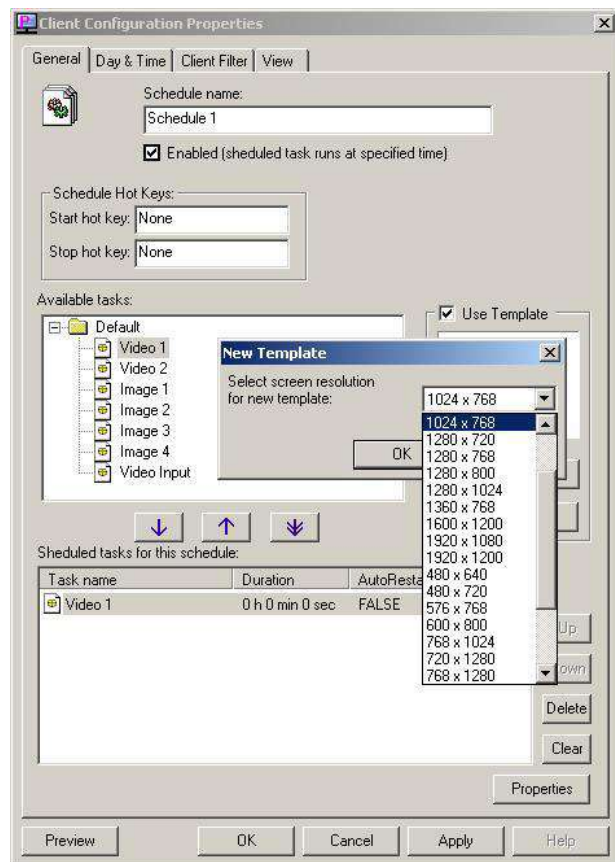 Client Configuration Properties
General Day & Time Client Filter View
Schedule name:
Schedule 1
Enabled (sheduled task runs at specified time)
Schedule Hot Keys:
Start hot key: None
Stop hot key: None
Available tasks:
Default
Video 1
Video 2
Image 1
Image 2
Image 3
Image 4
Video Input
Use Template
New Template
Select screen resolution
for new template:
1024 x 768
OK
1024 x 768
1280 x 720
1280 x 768
1280 x 800
1280 x 1024
1360 x 768
1600 x 1200
1920 x 1080
1920 x 1200
480 x 640
480 x 720
576 x 768
600 x 800
768 x 1024
720 x 1280
768 x 1280
Sheduled tasks for this schedule:
Task name Duration AutoResta
Video 1 0 h 0 min 0 sec FALSE
Up
own
Delete
Clear
Properties
Preview OK Cancel Apply Help